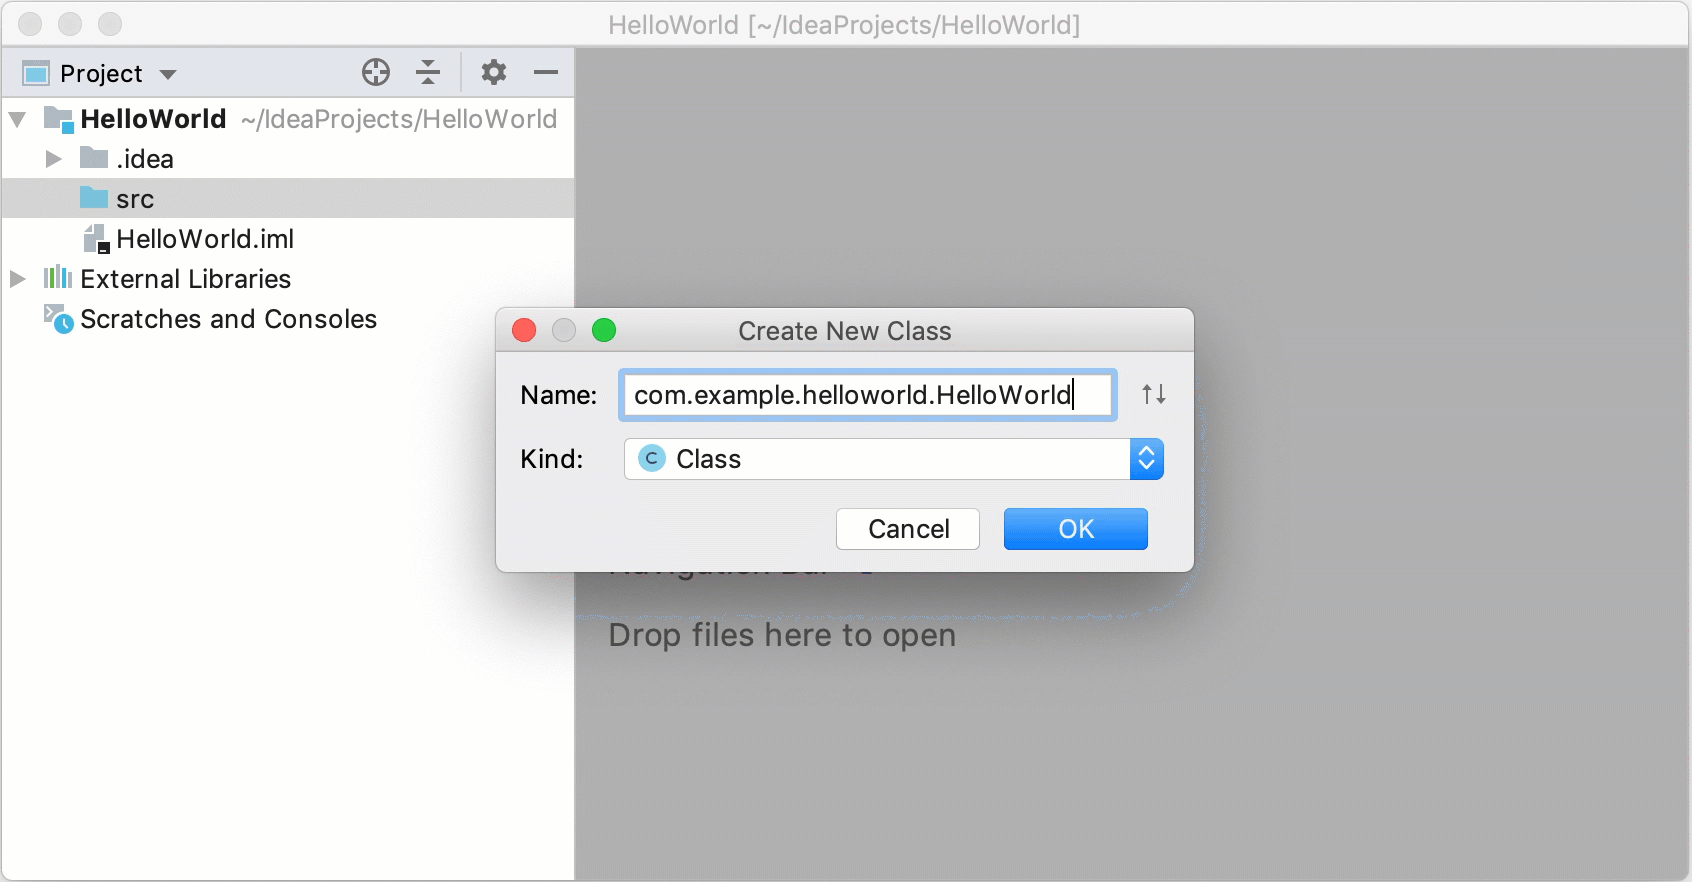 HelloWorld [~/IdeaProjects/HelloWorld]
Project
HelloWorld ~/IdeaProjects/HelloWorld
.idea
src
HelloWorld.iml
External Libraries
Scratches and Consoles
Create New Class
Name: com.example.helloworld.HelloWorld
Kind: C Class
Cancel OK
Drop files here to open